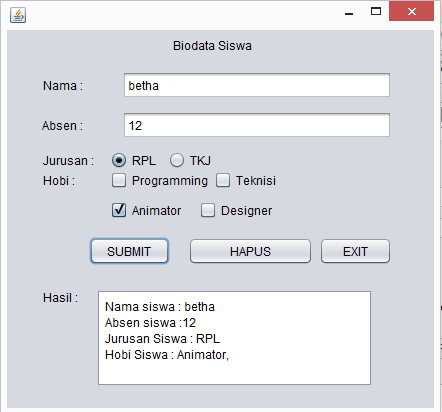 Biodata Siswa
Nama : betha
Absen : 12
Jurusan : RPL TKJ
Hobi : Programming Teknisi
Animator Designer
SUBMIT HAPUS EXIT
Hasil :
Nama siswa : betha
Absen siswa :12
Jurusan Siswa : RPL
Hobi Siswa : Animator,